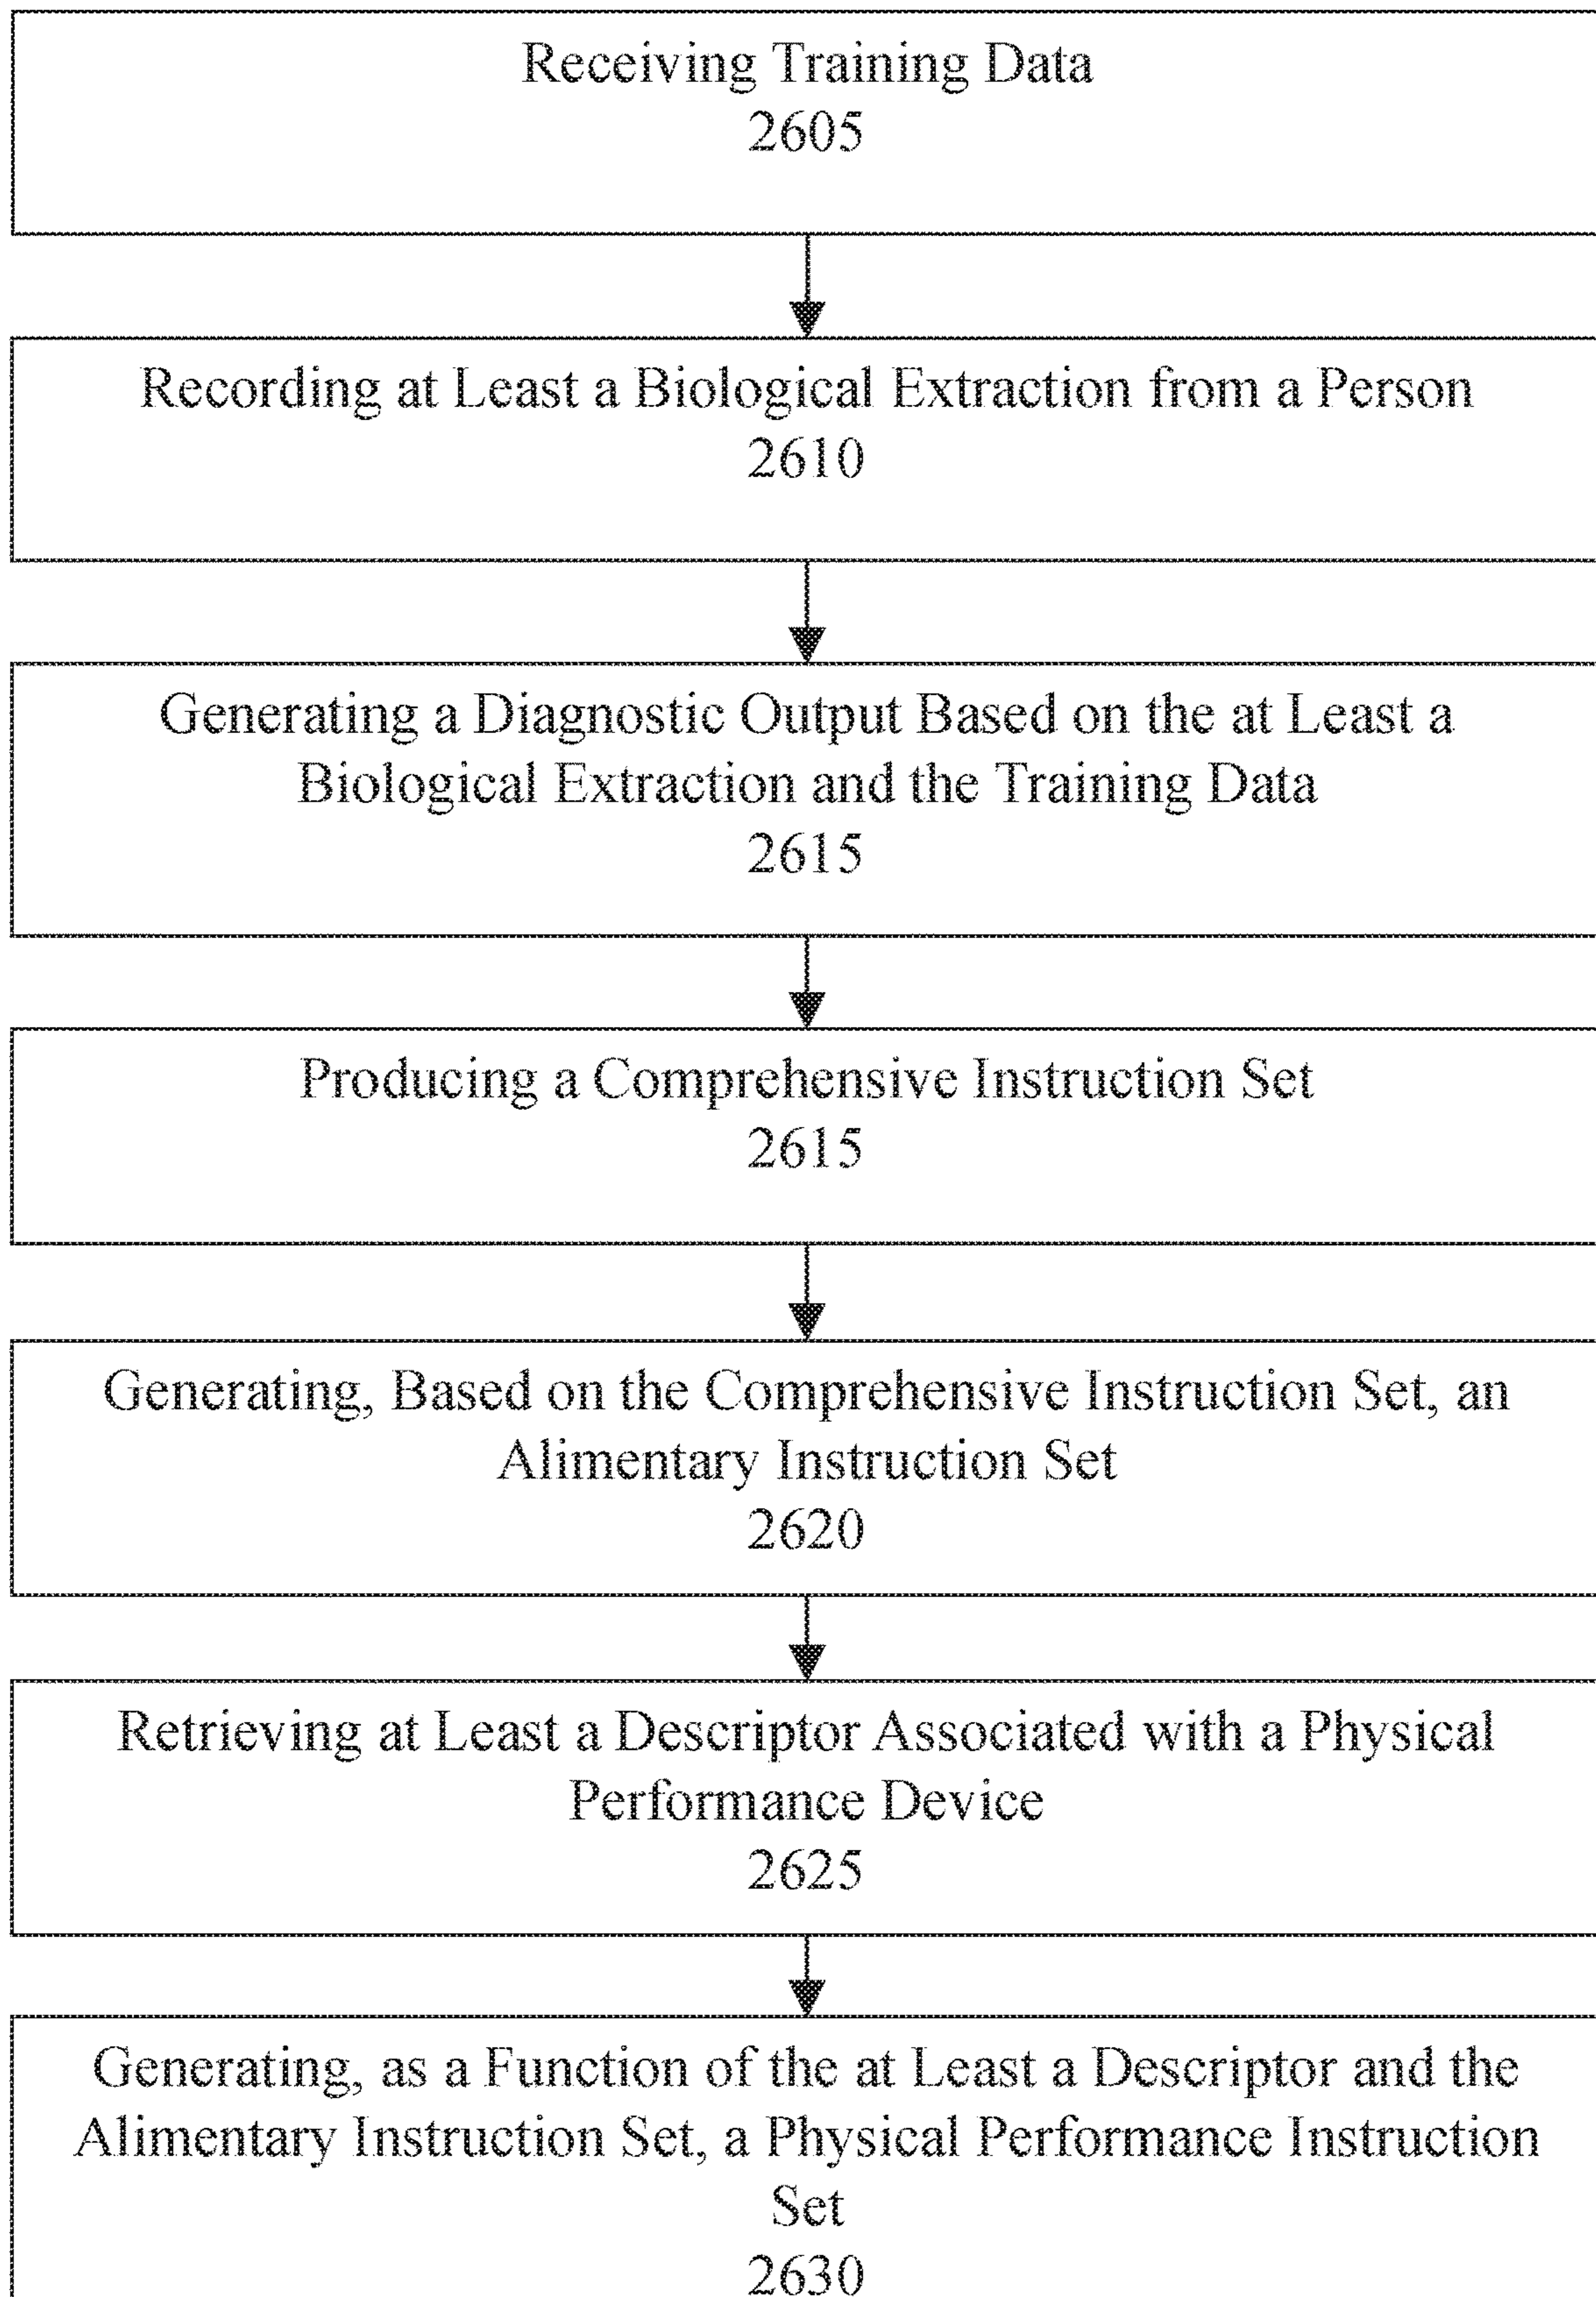 Receiving Training Data
2605
Recording at Least a Biological Extraction from a Person
2610
Generating a Diagnostic Output Based on the at Least a
Biological Extraction and the Training Data
2615
Producing a Comprehensive Instruction Set
2615
Generating, Based on the Comprehensive Instruction Set, an
Alimentary Instruction Set
2620
Retrieving at Least a Descriptor Associated with a Physical
Performance Device
2625
Generating, as a Function of the at Least a Descriptor and the
Alimentary Instruction Set, a Physical Performance Instruction
Set
2630